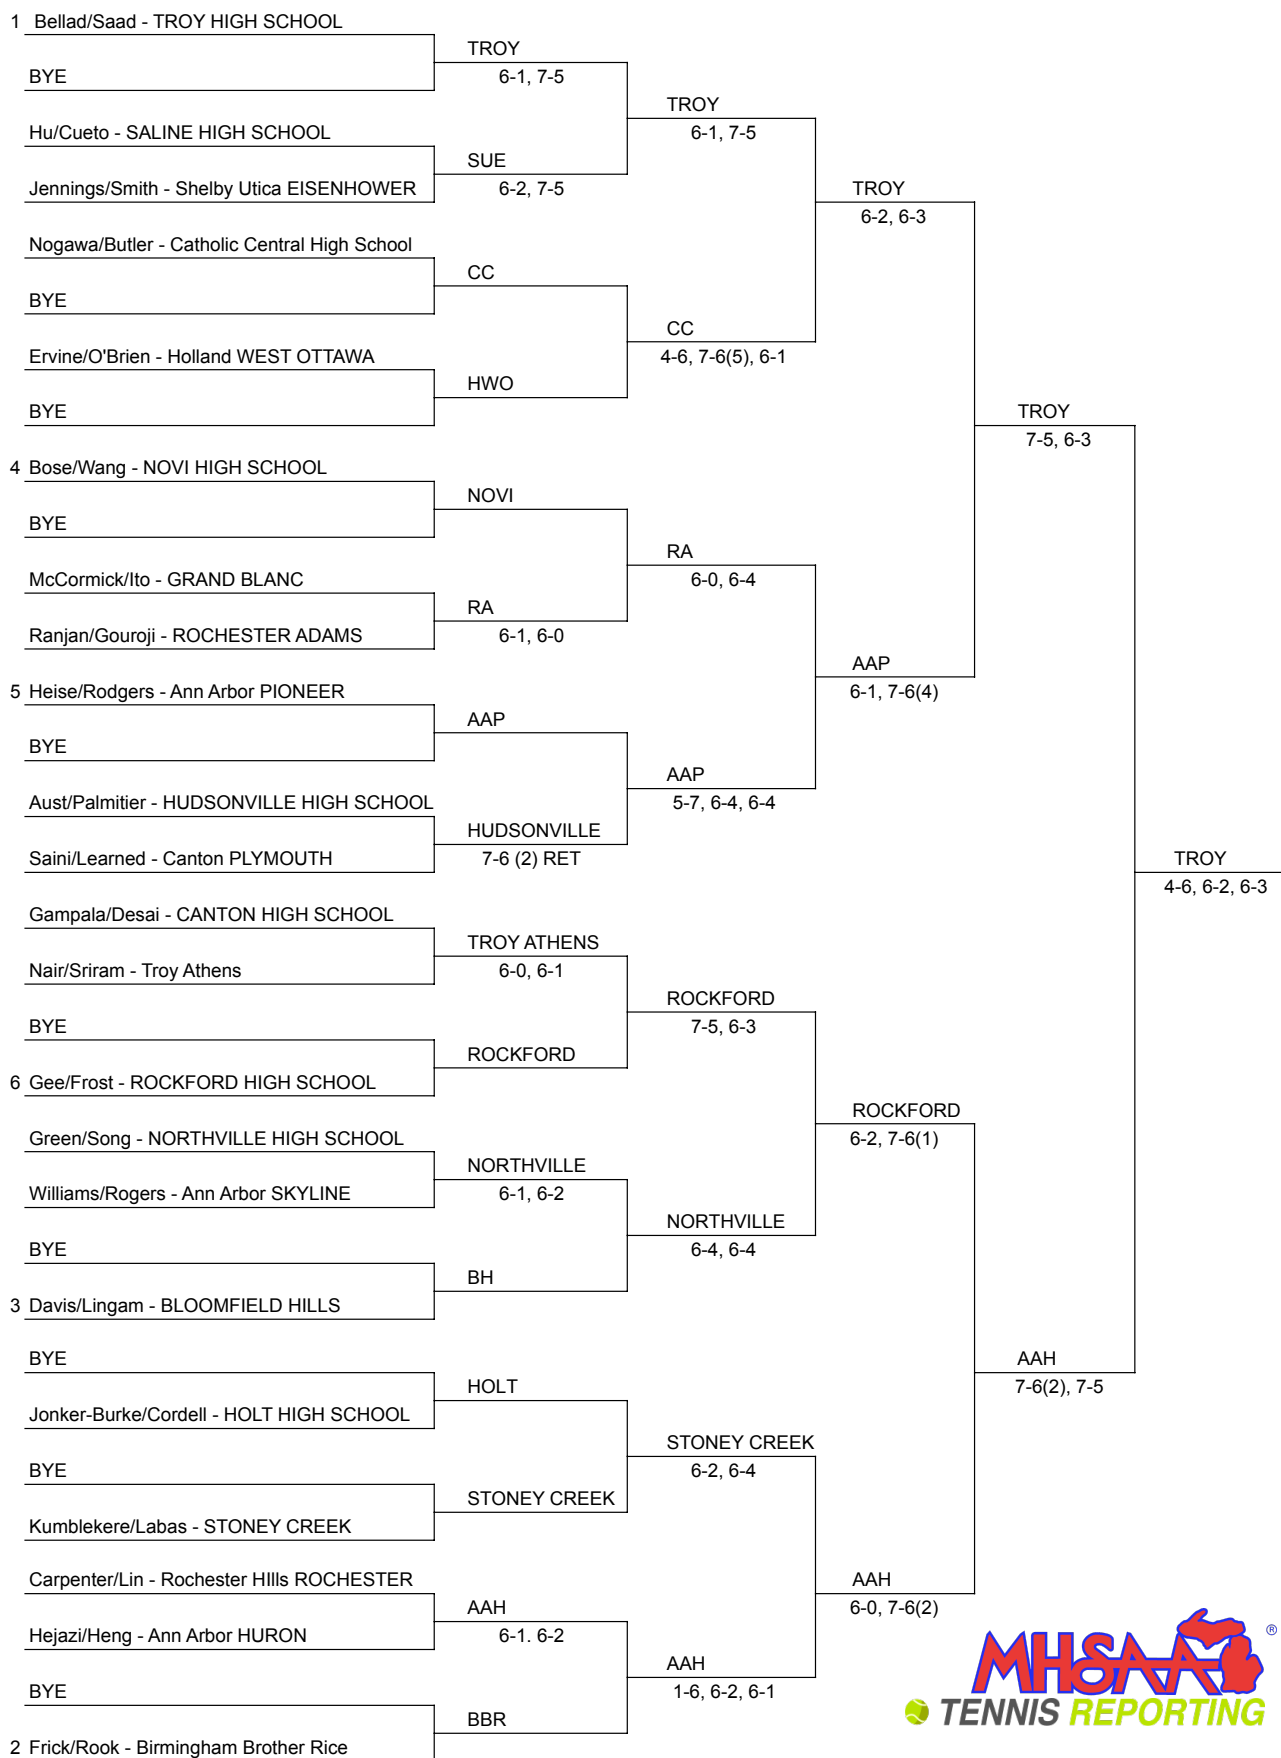 1 Bellad/Saad - TROY HIGH SCHOOL
TROY
BYE
6-1, 7-5
TROY
Hu/Cueto - SALINE HIGH SCHOOL
6-1, 7-5
SUE
Jennings/Smith - Shelby Utica EISENHOWER
6-2, 7-5
TROY
6-2, 6-3
Nogawa/Butler - Catholic Central High School
CC
BYE
CC
Ervine/O'Brien - Holland WEST OTTAWA
4-6, 7-6(5), 6-1
HWO
BYE
TROY
7-5, 6-3
4 Bose/Wang - NOVI HIGH SCHOOL
NOVI
BYE
RA
McCormick/Ito - GRAND BLANC
6-0, 6-4
RA
Ranjan/Gouroji - ROCHESTER ADAMS
6-1, 6-0
AAP
5 Heise/Rodgers - Ann Arbor PIONEER
6-1, 7-6(4)
AAP
BYE
AAP
Aust/Palmitier - HUDSONVILLE HIGH SCHOOL
5-7, 6-4, 6-4
HUDSONVILLE
Saini/Learned - Canton PLYMOUTH
7-6 (2) RET
TROY
4-6, 6-2, 6-3
Gampala/Desai - CANTON HIGH SCHOOL
TROY ATHENS
Nair/Sriram - Troy Athens
6-0, 6-1
ROCKFORD
BYE
7-5, 6-3
ROCKFORD
6 Gee/Frost - ROCKFORD HIGH SCHOOL
ROCKFORD
Green/Song - NORTHVILLE HIGH SCHOOL
6-2, 7-6(1)
NORTHVILLE
Williams/Rogers - Ann Arbor SKYLINE
6-1, 6-2
NORTHVILLE
BYE
6-4, 6-4
BH
3 Davis/Lingam - BLOOMFIELD HILLS
BYE
AAH
7-6(2), 7-5
HOLT
Jonker-Burke/Cordell - HOLT HIGH SCHOOL
STONEY CREEK
BYE
6-2, 6-4
STONEY CREEK
Kumblekere/Labas - STONEY CREEK
Carpenter/Lin - Rochester HIlls ROCHESTER
AAH
6-0, 7-6(2)
AAH
Hejazi/Heng - Ann Arbor HURON
6-1. 6-2
AAH
BYE
1-6, 6-2, 6-1
BBR
2 Frick/Rook - Birmingham Brother Rice
MHSAA ®
TENNIS REPORTING